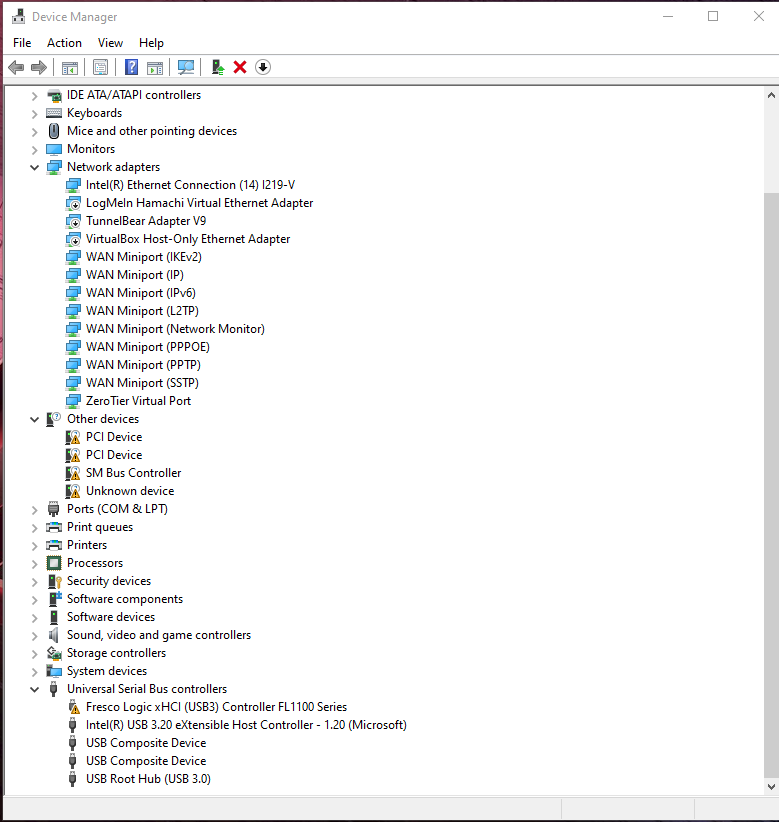 Device Manager
File Action View Help
IDE ATA/ATAPI controllers
Keyboards
Mice and other pointing devices
Monitors
Network adapters
Intel(R) Ethernet Connection (14) I219-V
LogMeIn Hamachi Virtual Ethernet Adapter
TunnelBear Adapter V9
VirtualBox Host-Only Ethernet Adapter
WAN Miniport (IKEv2)
WAN Miniport (IP)
WAN Miniport (IPv6)
WAN Miniport (L2TP)
WAN Miniport (Network Monitor)
WAN Miniport (PPPOE)
WAN Miniport (PPTP)
WAN Miniport (SSTP)
ZeroTier Virtual Port
Other devices
PCI Device
PCI Device
SM Bus Controller
Unknown device
Ports (COM & LPT)
Print queues
Printers
Processors
Security devices
Software components
Software devices
Sound, video and game controllers
Storage controllers
System devices
Universal Serial Bus controllers
Fresco Logic xHCI (USB3) Controller FL1100 Series
Intel(R) USB 3.20 eXtensible Host Controller - 1.20 (Microsoft)
USB Composite Device
USB Composite Device
USB Root Hub (USB 3.0)